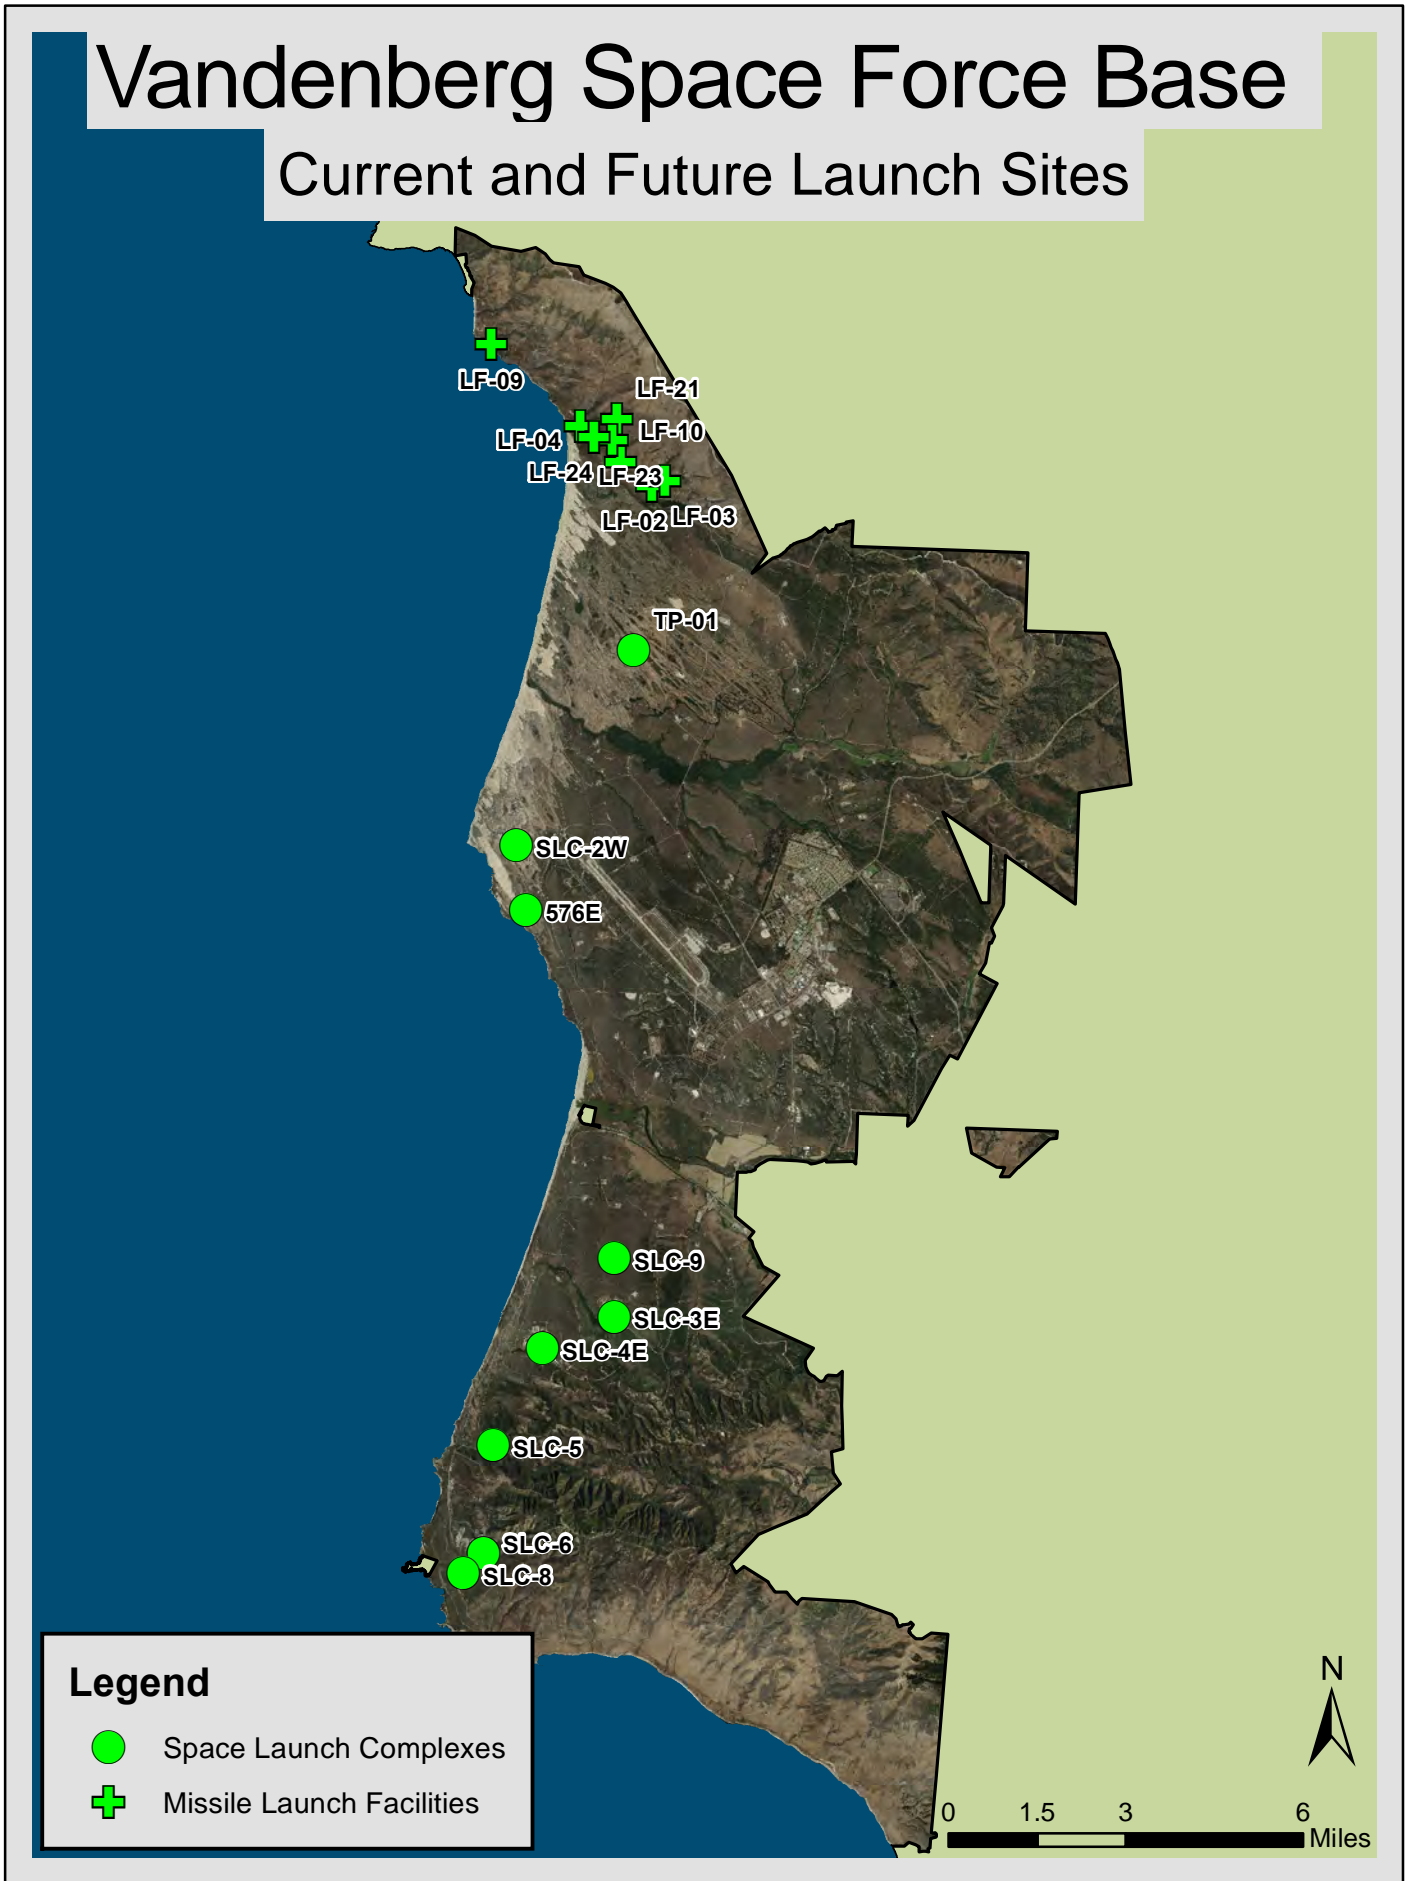 Vandenberg Space Force Base
Current and Future Launch Sites
LF-09
LF-21
LF-10
LF-04
LF-24
LF-23
LF-02
LF-03
TP-01
SLC-2W
576E
SLC-9
SLC-3E
SLC-4E
SLC-5
SLC-6
SLC-8
Legend
Space Launch Complexes
Missile Launch Facilities
N
0 1.5 3 6
Miles